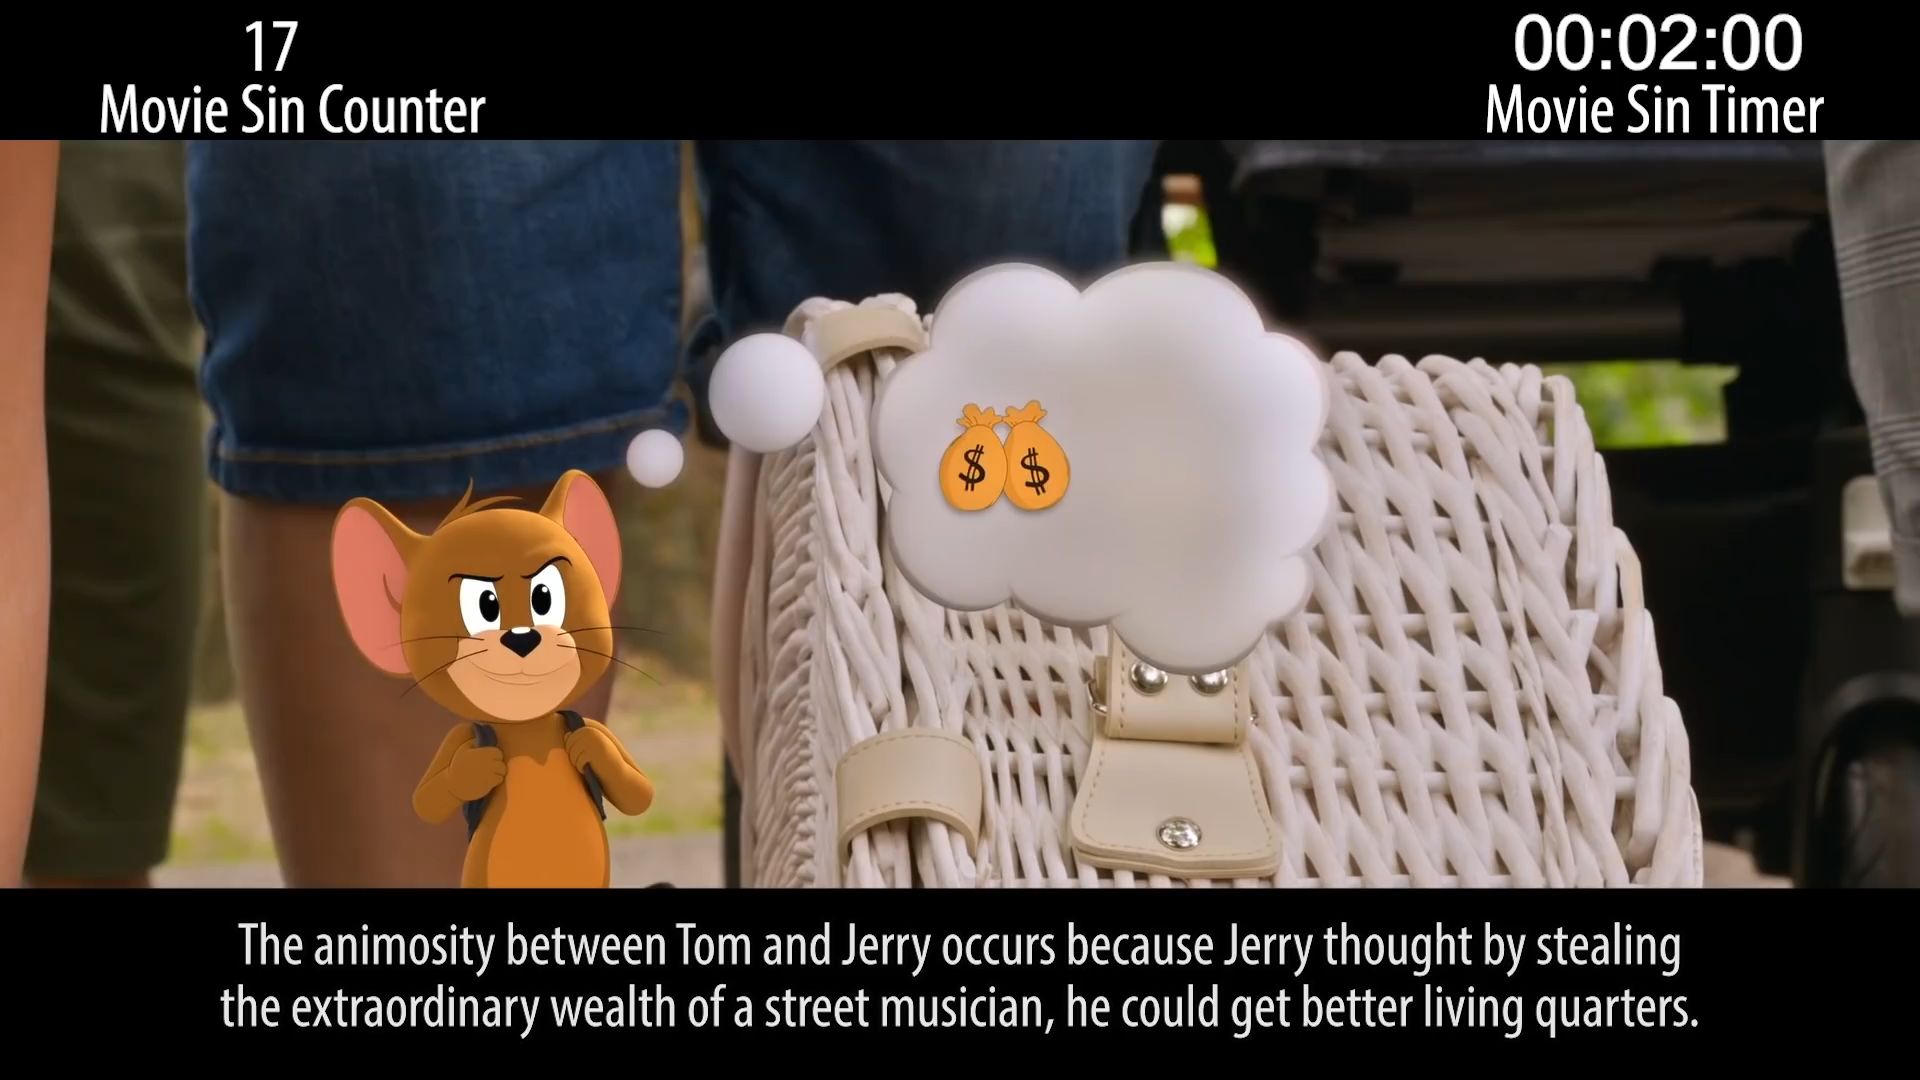 17
Movie Sin Counter
00:02:00
Movie Sin Timer
$ $
The animosity between Tom and Jerry occurs because Jerry thought by stealing
the extraordinary wealth of a street musician, he could get better living quarters.